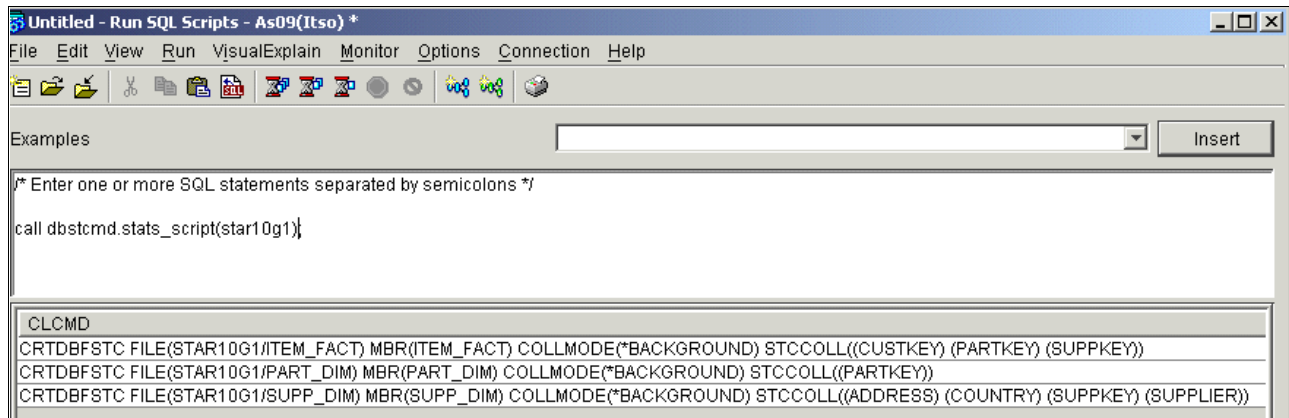 Untitled - Run SQL Scripts - As09(Itso) *
File Edit View Run VisualExplain Monitor Options Connection Help
SQL
Examples
Insert
/* Enter one or more SQL statements separated by semicolons */
call dbstcmd.stats_script(star10g1);
CLCMD
CRTDBFSTC FILE(STAR10G1/ITEM_FACT) MBR(ITEM_FACT) COLLMODE(*BACKGROUND) STCCOLL((CUSTKEY) (PARTKEY) (SUPPKEY))
CRTDBFSTC FILE(STAR10G1/PART_DIM) MBR(PART_DIM) COLLMODE(*BACKGROUND) STCCOLL((PARTKEY))
CRTDBFSTC FILE(STAR10G1/SUPP_DIM) MBR(SUPP_DIM) COLLMODE(*BACKGROUND) STCCOLL((ADDRESS) (COUNTRY) (SUPPKEY) (SUPPLIER))